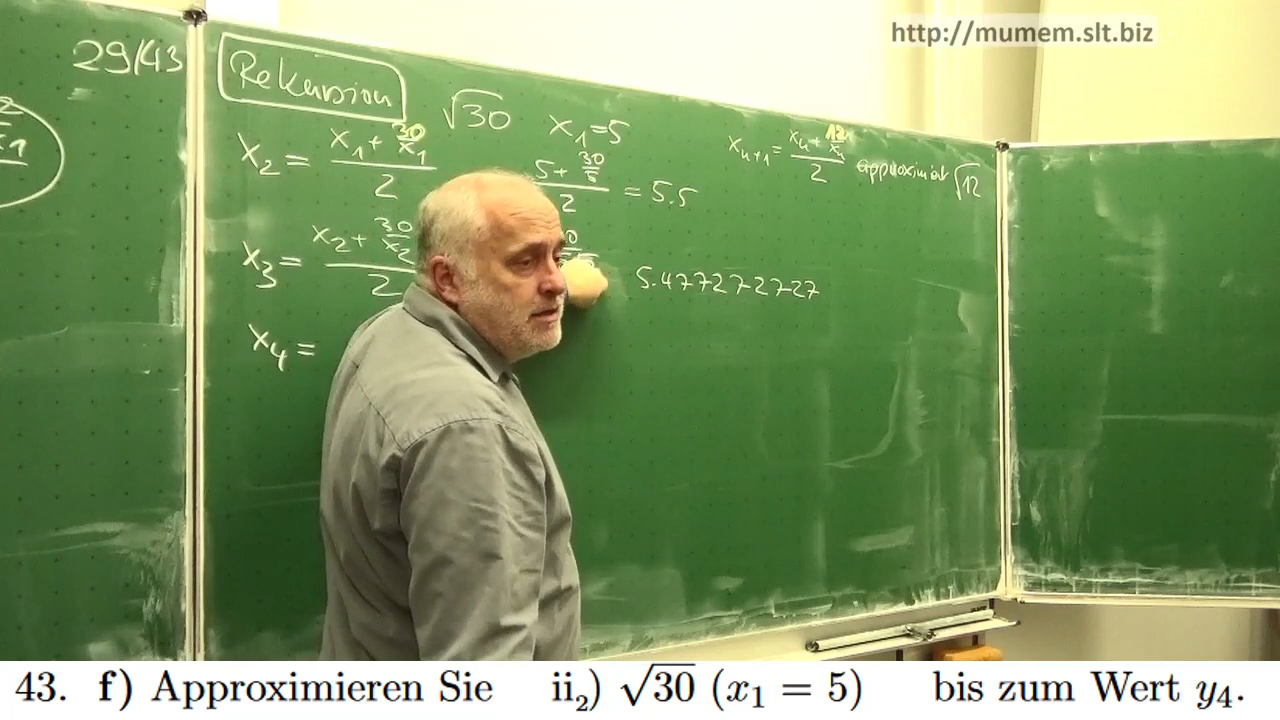 http://mumem.slt.biz
29/43
Rekursion
√30 x₁=5
x₂ = (x₁ + 30/x₁)/2
(5 + 30/5)/2 = 5.5
xₙ₊₁ = (xₙ + 12/xₙ)/2 approximiert √12
x₃ = (x₂ + 30/x₂)/2
5.477272727
x₄ =
43. f) Approximieren Sie ii₂) √30 (x₁ = 5) bis zum Wert y₄.